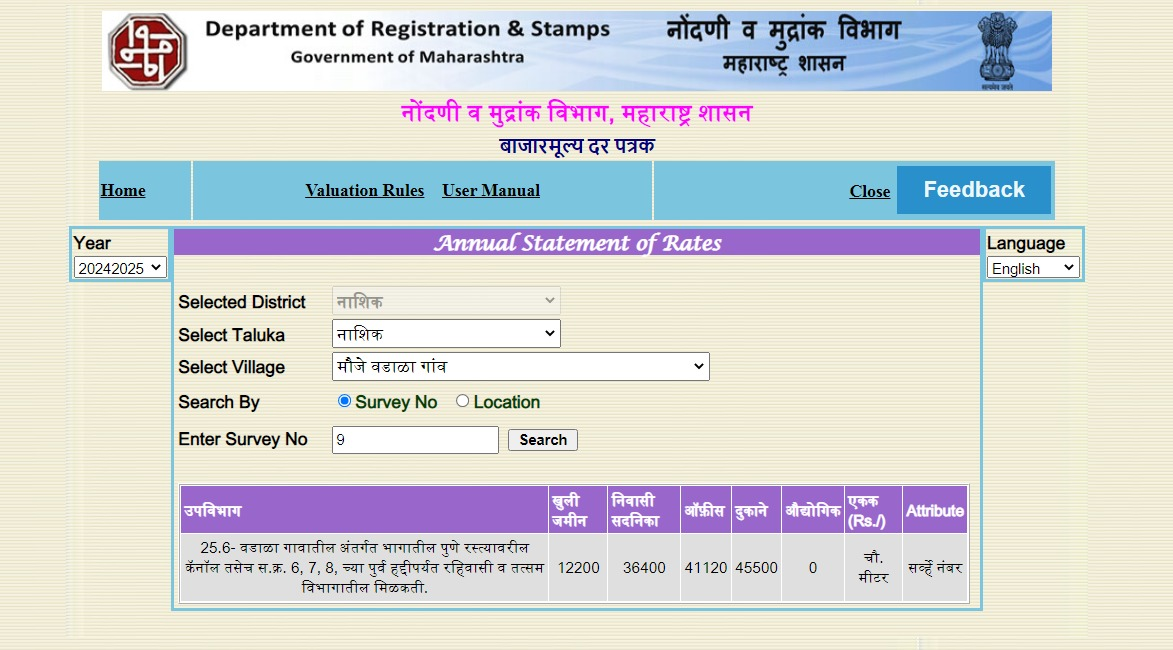 Department of Registration & Stamps
Government of Maharashtra
नोंदणी व मुद्रांक विभाग
महाराष्ट्र शासन
नोंदणी व मुद्रांक विभाग, महाराष्ट्र शासन
बाजारमूल्य दर पत्रक
Home Valuation Rules User Manual Close Feedback
Year
20242025
Annual Statement of Rates
Language
English
Selected District नाशिक
Select Taluka नाशिक
Select Village मौजे वडाळा गांव
Search By Survey No Location
Enter Survey No 9 Search
उपविभाग खुली जमीन निवासी सदनिका ऑफ़ीस दुकाने औद्योगिक एकक (Rs./) Attribute
25.6- वडाळा गावातील अंतर्गत भागातील पुणे रस्त्यावरील
कॅनॉल तसेच स.क्र. 6, 7, 8, च्या पुर्व हद्दीपर्यत रहिवासी व तत्सम
विभागातील मिळकती.
12200 36400 41120 45500 0 चौ. मीटर सर्व्हे नंबर